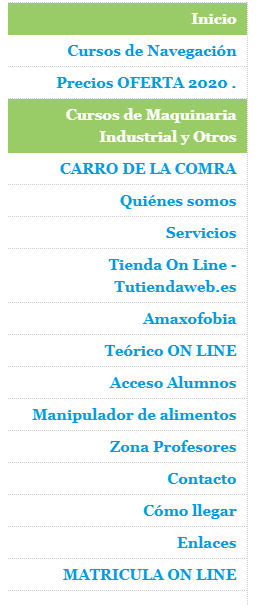 Inicio
Cursos de Navegación
Precios OFERTA 2020 .
Cursos de Maquinaria
Industrial y Otros
CARRO DE LA COMRA
Quiénes somos
Servicios
Tienda On Line -
Tutiendaweb.es
Amaxofobia
Teórico ON LINE
Acceso Alumnos
Manipulador de alimentos
Zona Profesores
Contacto
Cómo llegar
Enlaces
MATRICULA ON LINE